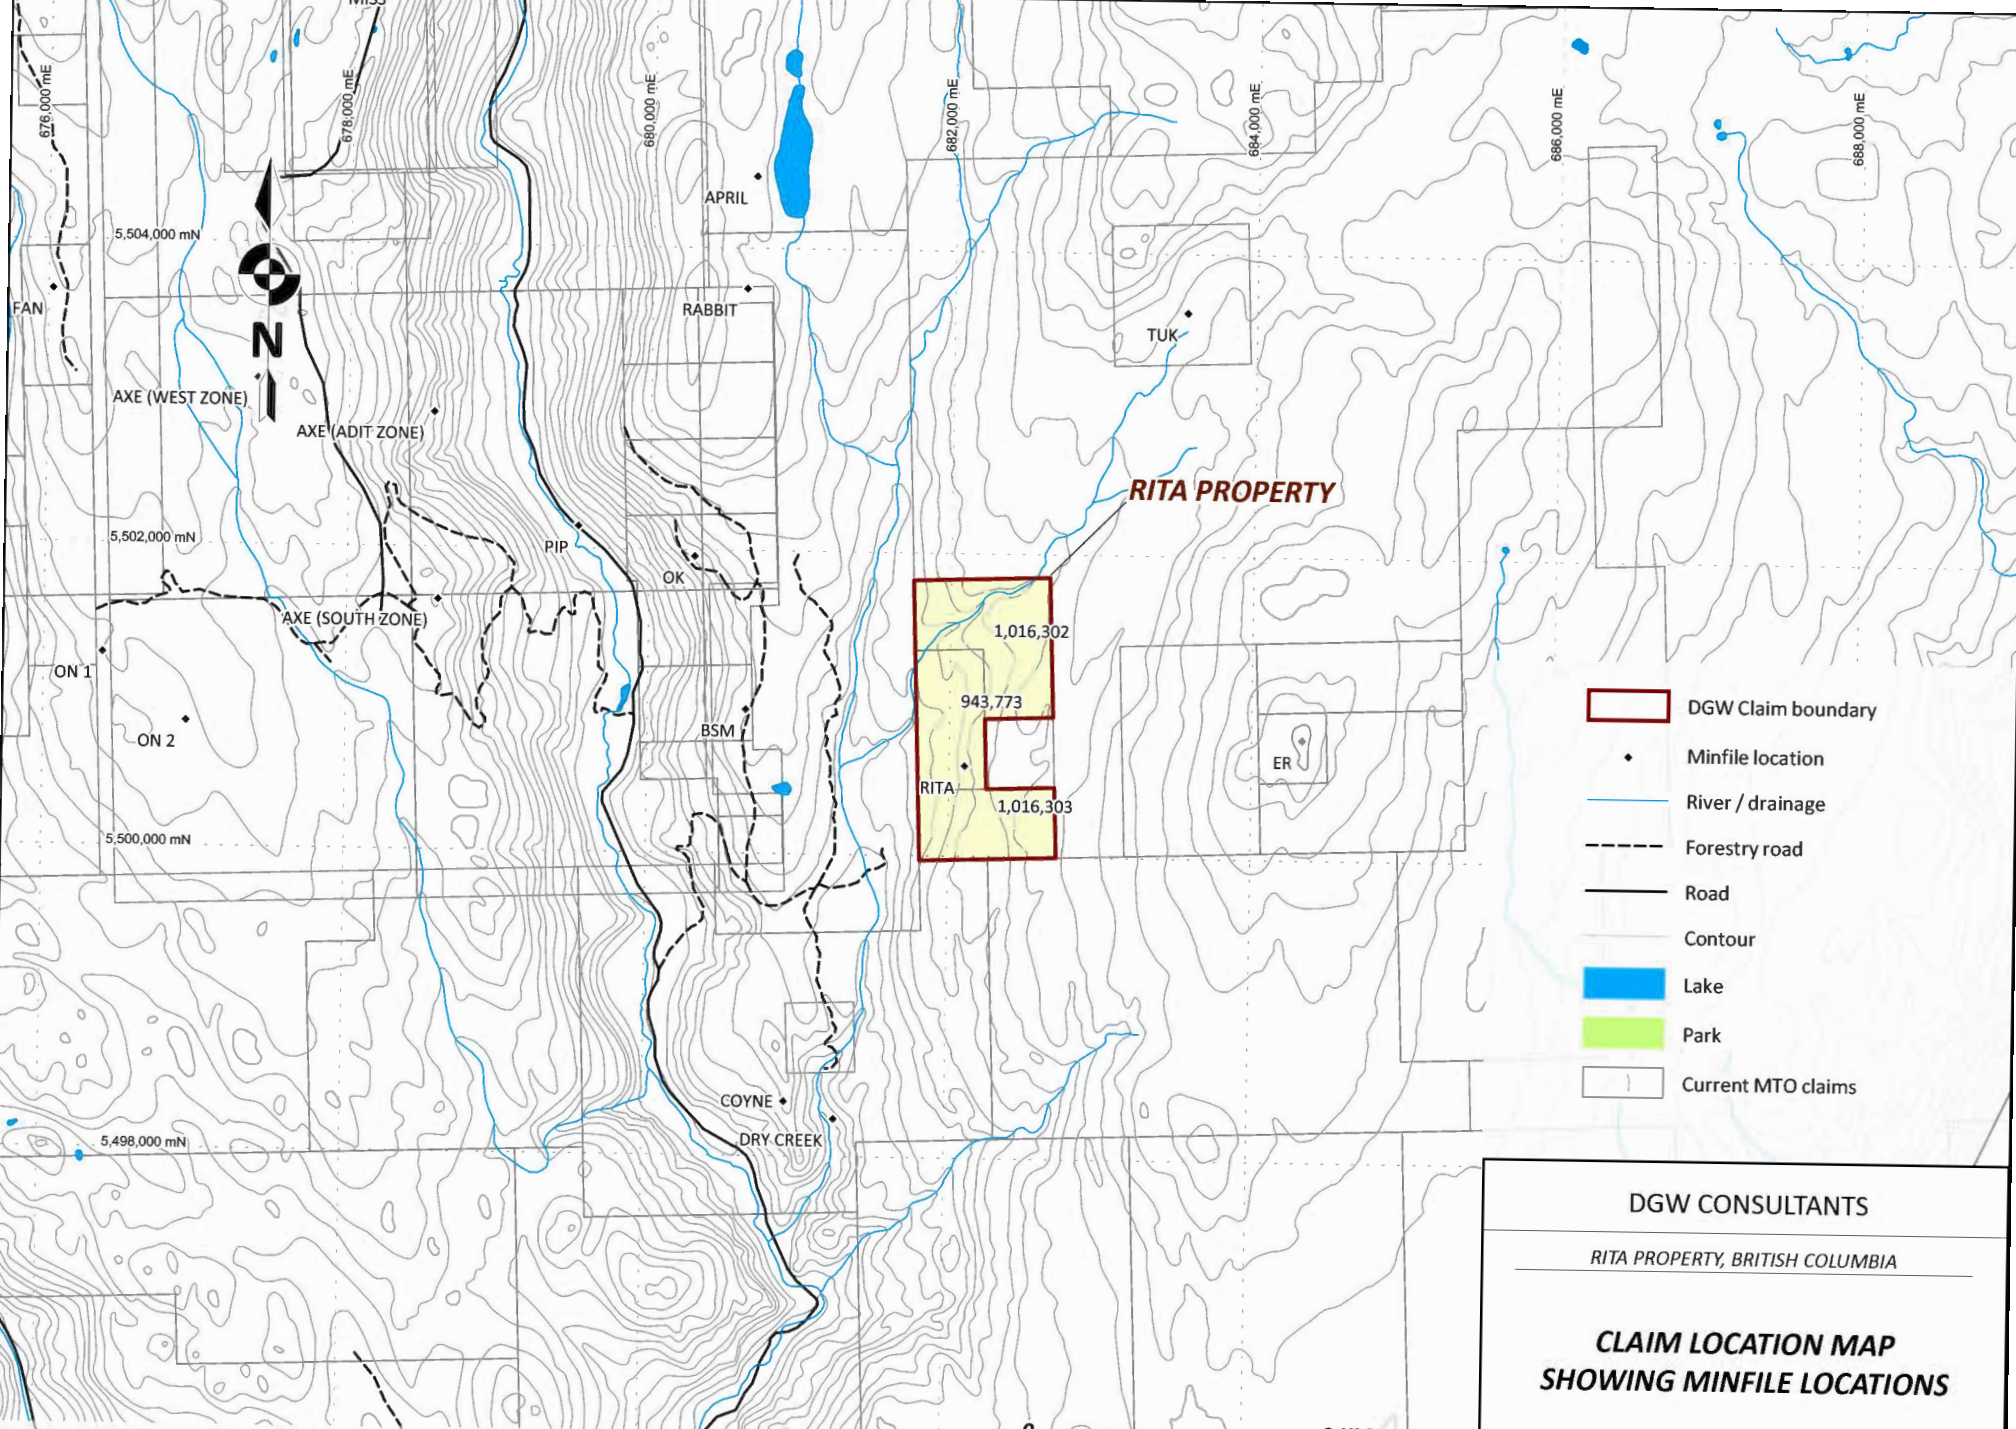 MISS
676,000 mE
678,000 mE
680,000 mE
682,000 mE
684,000 mE
686,000 mE
688,000 mE
APRIL
5,504,000 mN
FAN
RABBIT
N
TUK
AXE (WEST ZONE)
AXE (ADIT ZONE)
RITA PROPERTY
5,502,000 mN
PIP
OK
AXE (SOUTH ZONE)
1,016,302
ON 1
943,773
ON 2
BSM
ER
RITA
1,016,303
5,500,000 mN
COYNE
DRY CREEK
5,498,000 mN
DGW Claim boundary
Minfile location
River / drainage
Forestry road
Road
Contour
Lake
Park
Current MTO claims
DGW CONSULTANTS
RITA PROPERTY, BRITISH COLUMBIA
CLAIM LOCATION MAP
SHOWING MINFILE LOCATIONS